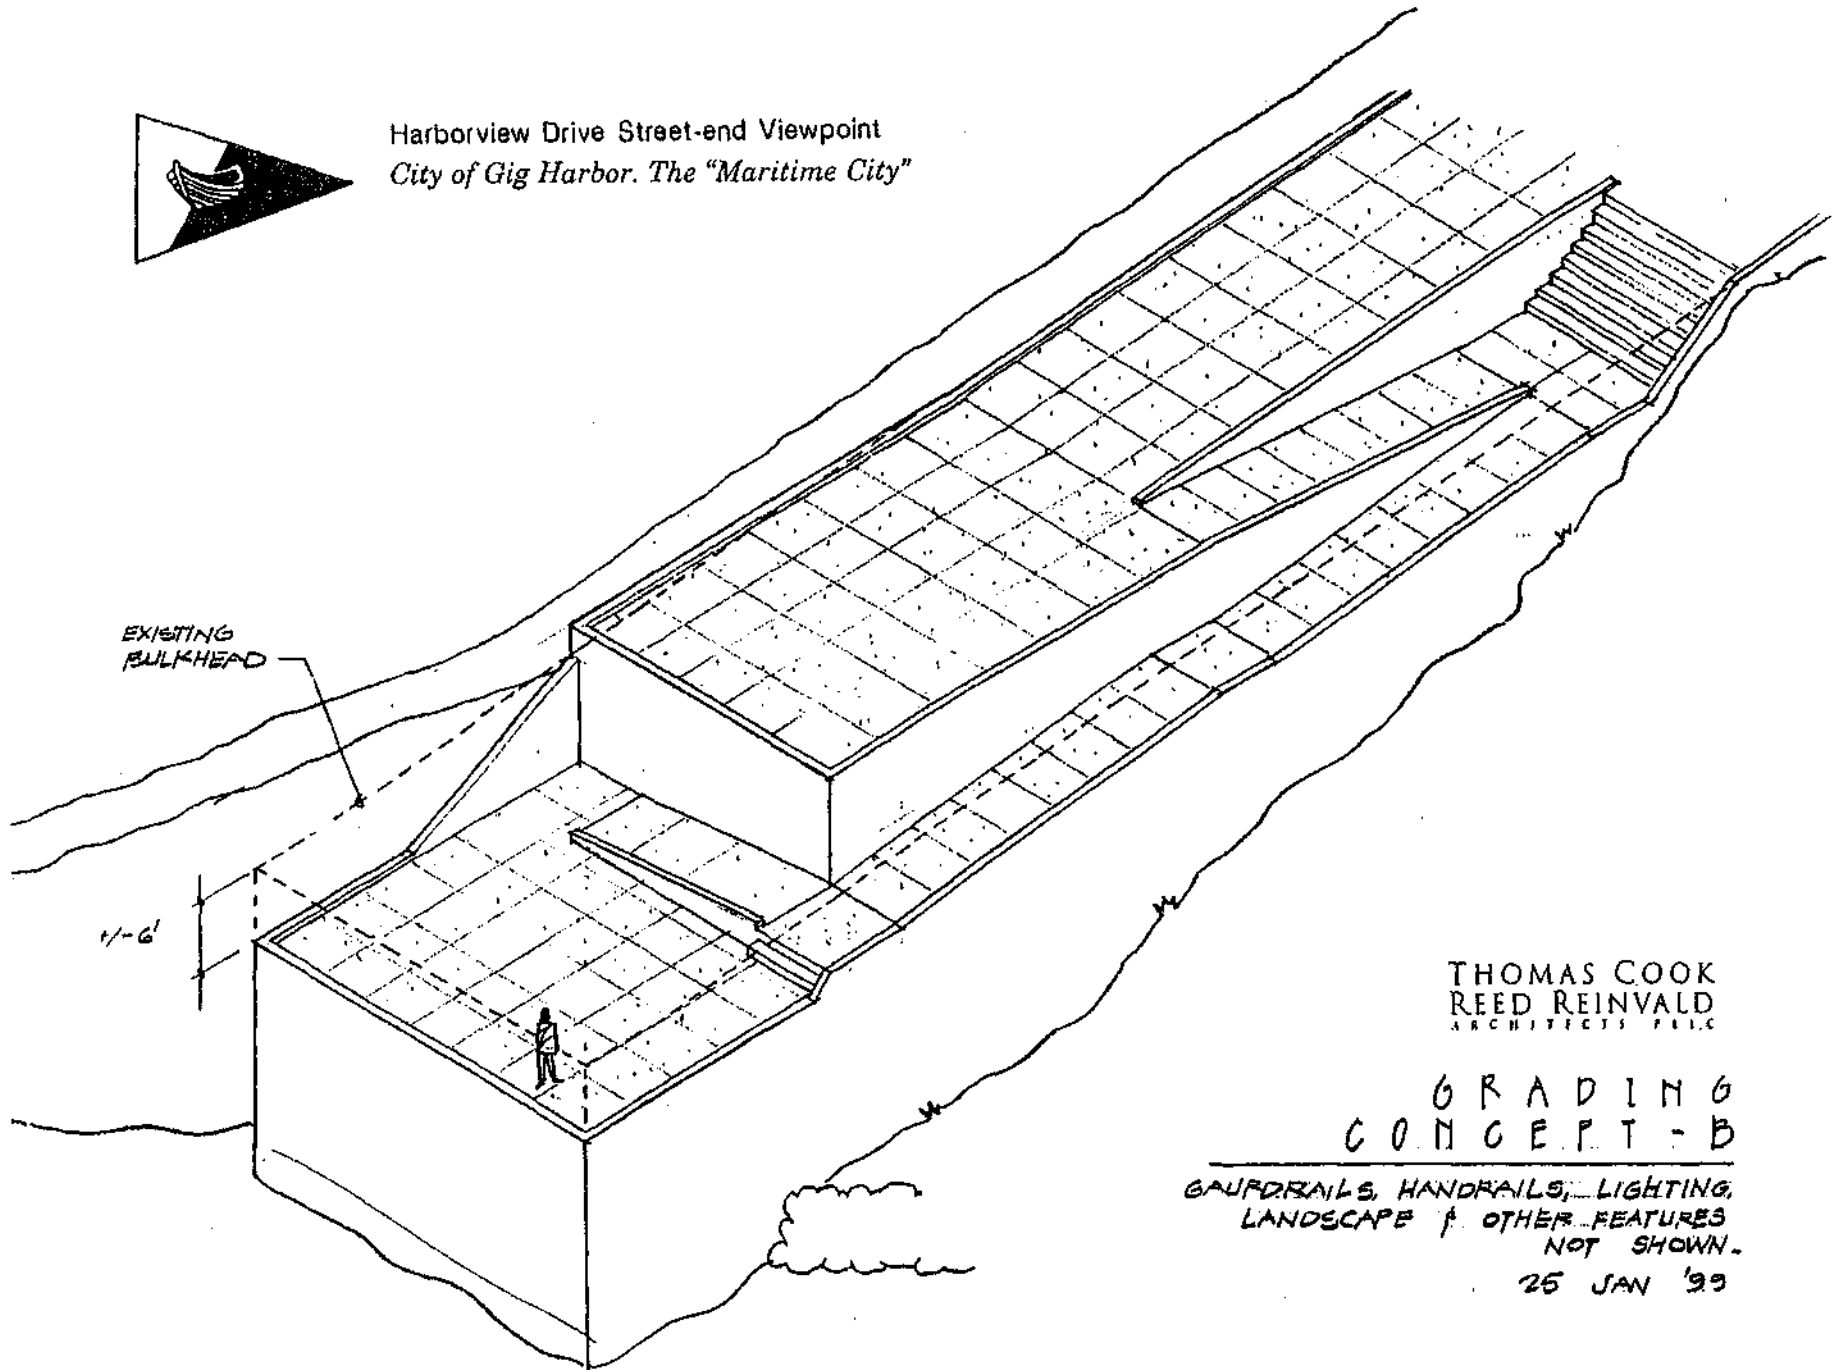 Harborview Drive Street-end Viewpoint
City of Gig Harbor. The "Maritime City"
EXISTING
BULKHEAD
+/- 6'
THOMAS COOK
REED REINVALD
ARCHITECTS PLLC
GRADING
CONCEPT - B
GAURDRAILS, HANDRAILS, LIGHTING,
LANDSCAPE & OTHER FEATURES
NOT SHOWN.
25 JAN '99